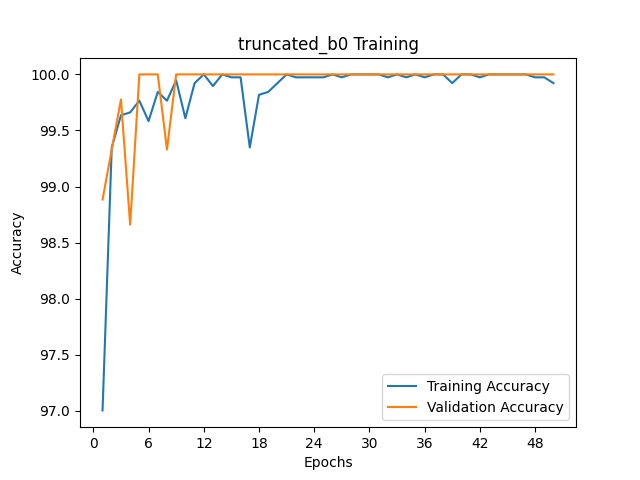 truncated_b0 Training
100.0
99.5
99.0
98.5
98.0
97.5
97.0
Accuracy
Training Accuracy
Validation Accuracy
0 6 12 18 24 30 36 42 48
Epochs